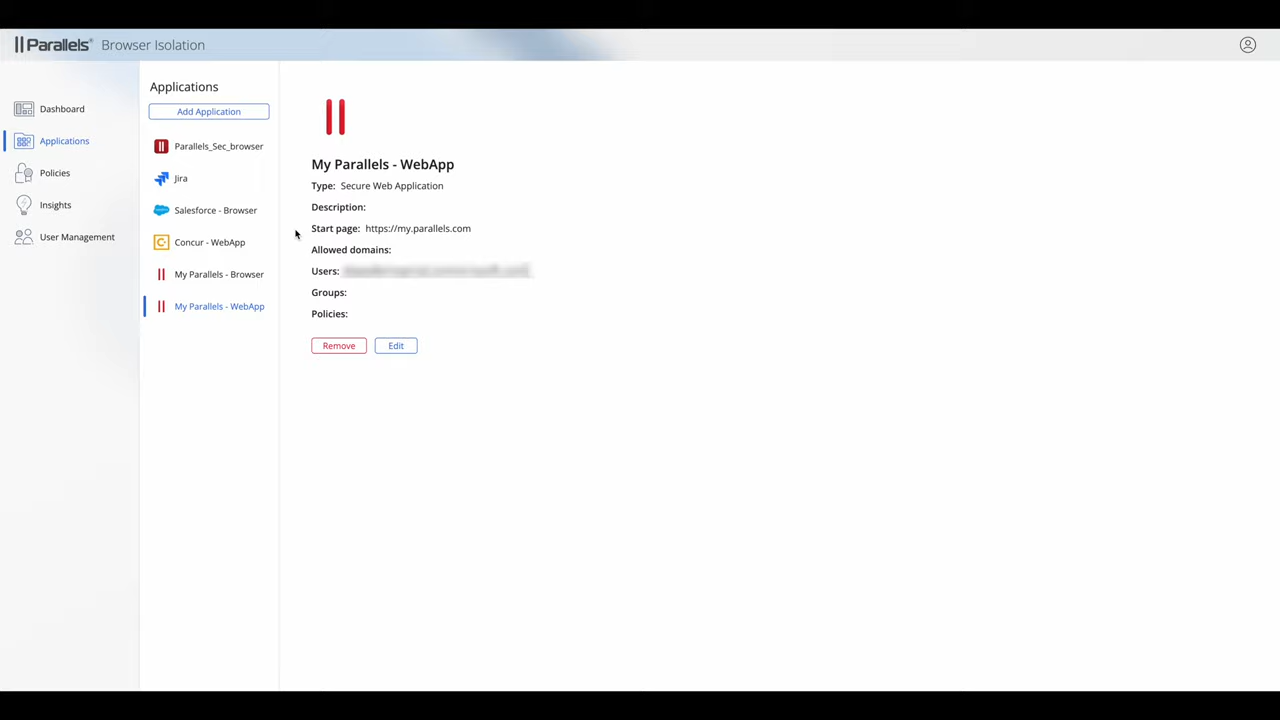 Parallels® Browser Isolation
Dashboard
Applications
Policies
Insights
User Management
Applications
Add Application
Parallels_Sec_browser
Jira
Salesforce - Browser
Concur - WebApp
My Parallels - Browser
My Parallels - WebApp
My Parallels - WebApp
Type: Secure Web Application
Description:
Start page: https://my.parallels.com
Allowed domains:
Users:
Groups:
Policies:
Remove Edit